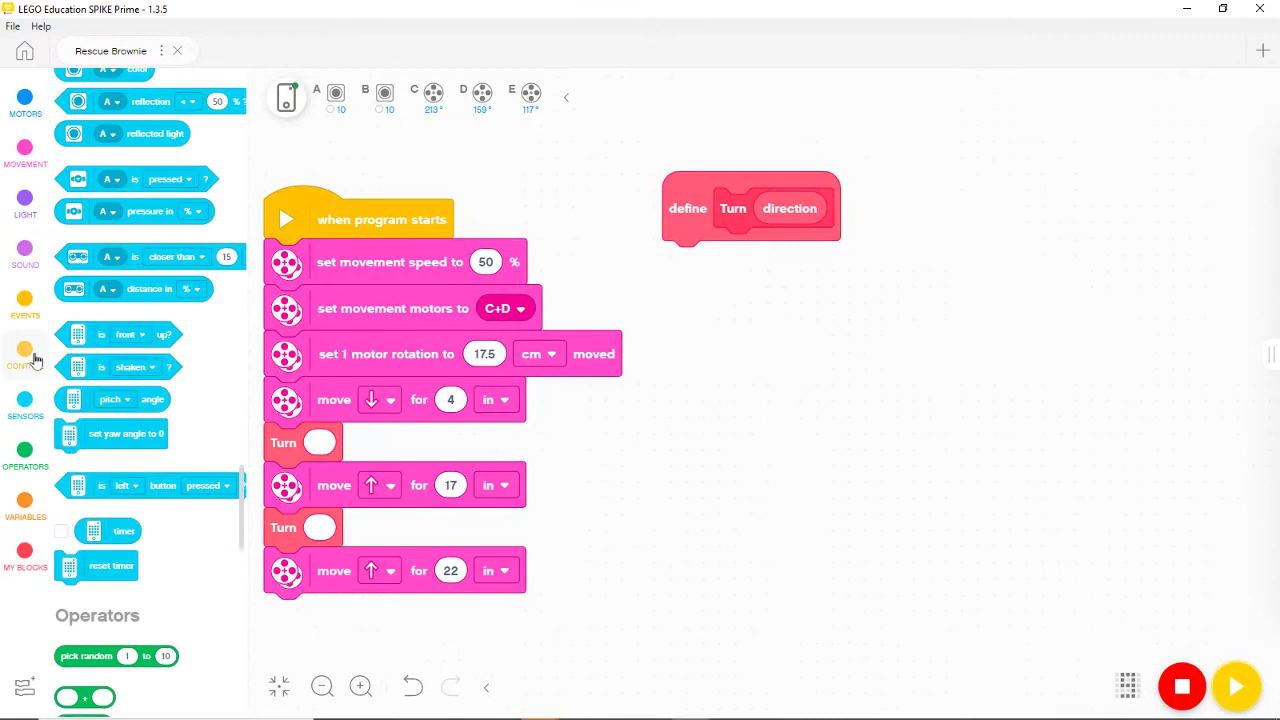 LEGO Education SPIKE Prime - 1.3.5
File Help
Rescue Brownie
MOTORS
MOVEMENT
LIGHT
SOUND
EVENTS
SENSORS
OPERATORS
VARIABLES
MY BLOCKS
A color
A reflection < 50 % ?
A reflected light
A is pressed ?
A pressure in %
A is closer than 15
A distance in %
is front up?
is shaken ?
pitch angle
set yaw angle to 0
is left button pressed
timer
reset timer
Operators
pick random 1 to 10
+
A 10
B 10
C 213°
D 159°
E 117°
when program starts
set movement speed to 50 %
set movement motors to C+D
set 1 motor rotation to 17.5 cm moved
move for 4 in
Turn
move for 17 in
Turn
move for 22 in
define Turn direction